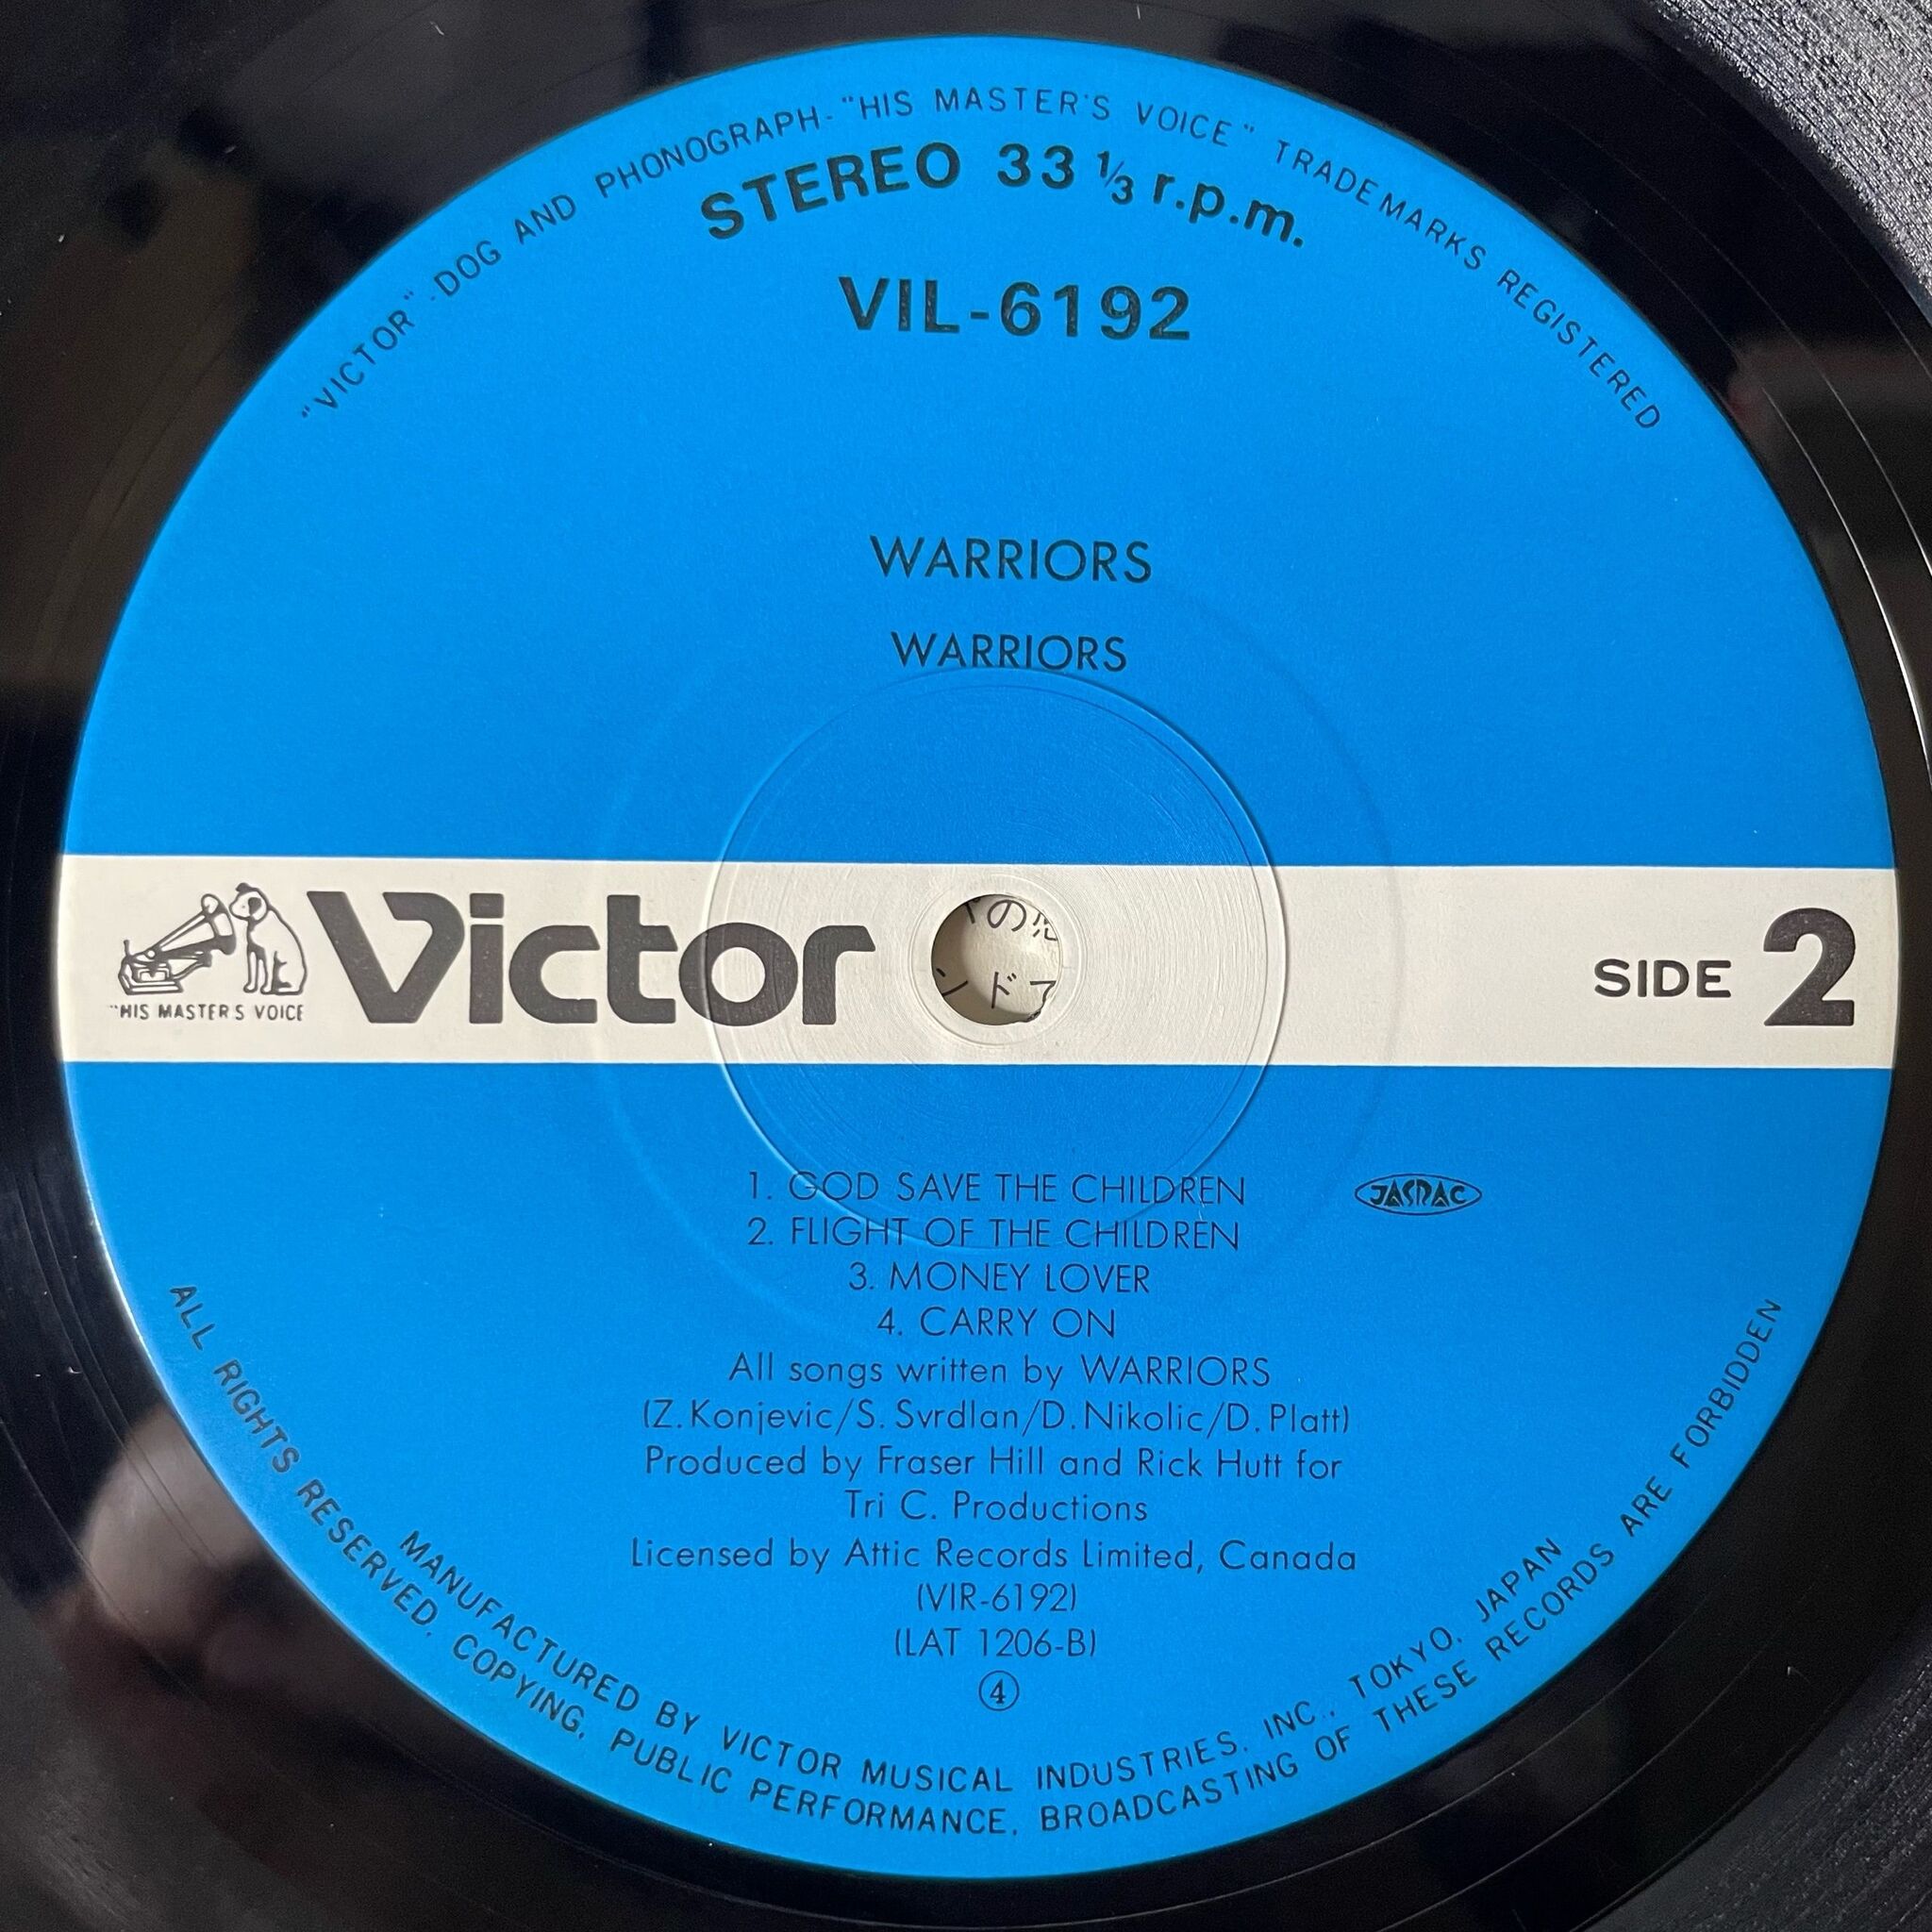 "VICTOR"-DOG AND PHONOGRAPH-"HIS MASTER'S VOICE" TRADEMARKS REGISTERED
STEREO 33 ⅓ r.p.m.
VIL-6192
WARRIORS
WARRIORS
"HIS MASTER'S VOICE
Victor
の
ンド
SIDE 2
1. GOD SAVE THE CHILDREN
JASRAC
2. FLIGHT OF THE CHILDREN
3. MONEY LOVER
4. CARRY ON
All songs written by WARRIORS
(Z.Konjevic/S. Svrdlan/D.Nikolic/D.Platt)
Produced by Fraser Hill and Rick Hutt for
Tri C. Productions
Licensed by Attic Records Limited, Canada
(VIR-6192)
(LAT 1206-B)
④
MANUFACTURED BY VICTOR MUSICAL INDUSTRIES, INC., TOKYO, JAPAN
ALL RIGHTS RESERVED, COPYING, PUBLIC PERFORMANCE, BROADCASTING OF THESE RECORDS ARE FORBIDDEN